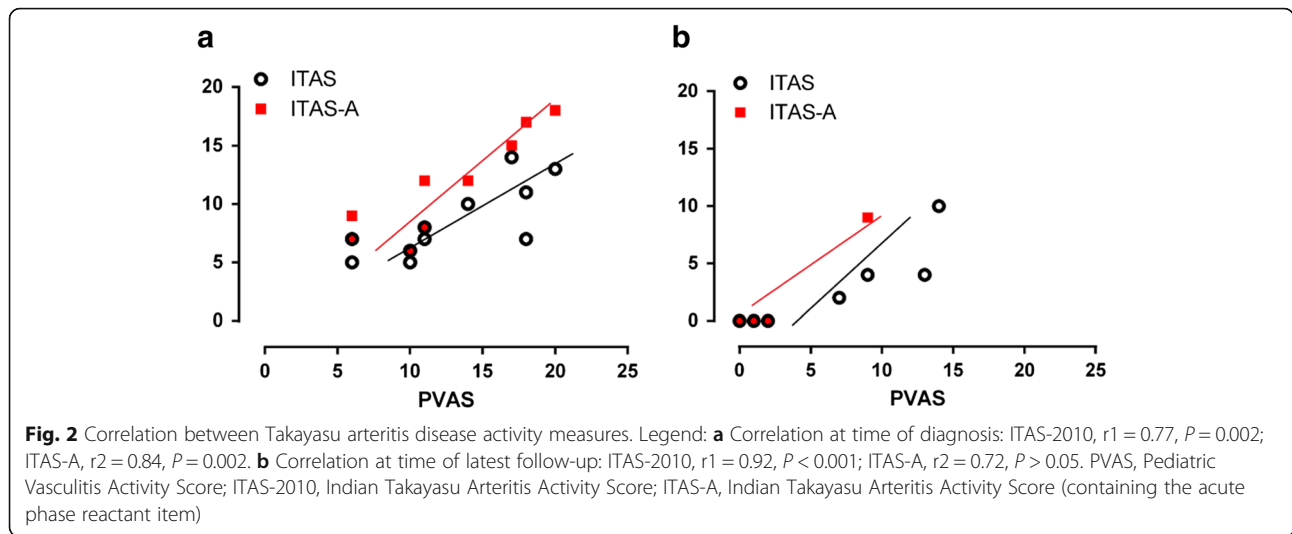 a
ITAS
ITAS-A
20
15
10
5
0
0 5 10 15 20 25
PVAS
b
ITAS
ITAS-A
20
15
10
5
0
0 5 10 15 20 25
PVAS
Fig. 2 Correlation between Takayasu arteritis disease activity measures. Legend: a Correlation at time of diagnosis: ITAS-2010, r1 = 0.77, P = 0.002;
ITAS-A, r2 = 0.84, P = 0.002. b Correlation at time of latest follow-up: ITAS-2010, r1 = 0.92, P < 0.001; ITAS-A, r2 = 0.72, P > 0.05. PVAS, Pediatric
Vasculitis Activity Score; ITAS-2010, Indian Takayasu Arteritis Activity Score; ITAS-A, Indian Takayasu Arteritis Activity Score (containing the acute
phase reactant item)